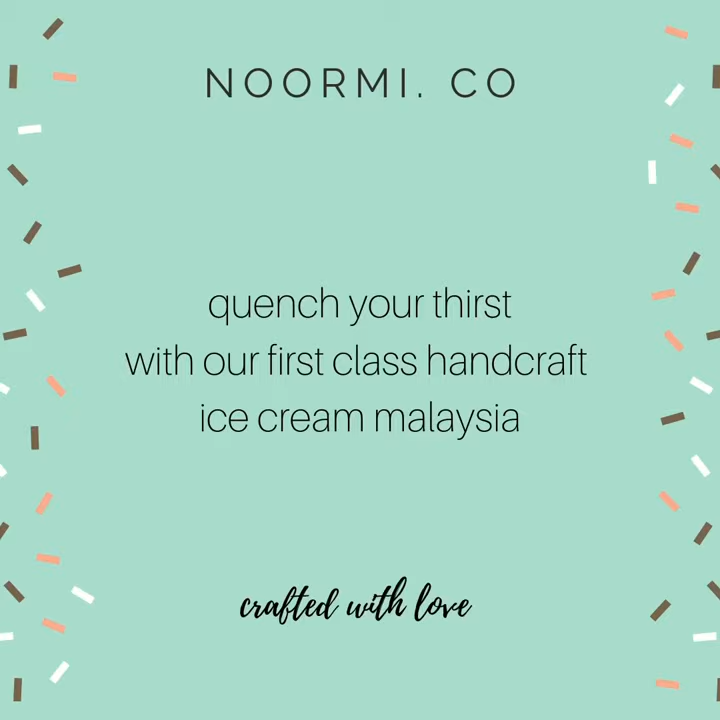 NOORMI. CO
quench your thirst
with our first class handcraft
ice cream malaysia
crafted with love